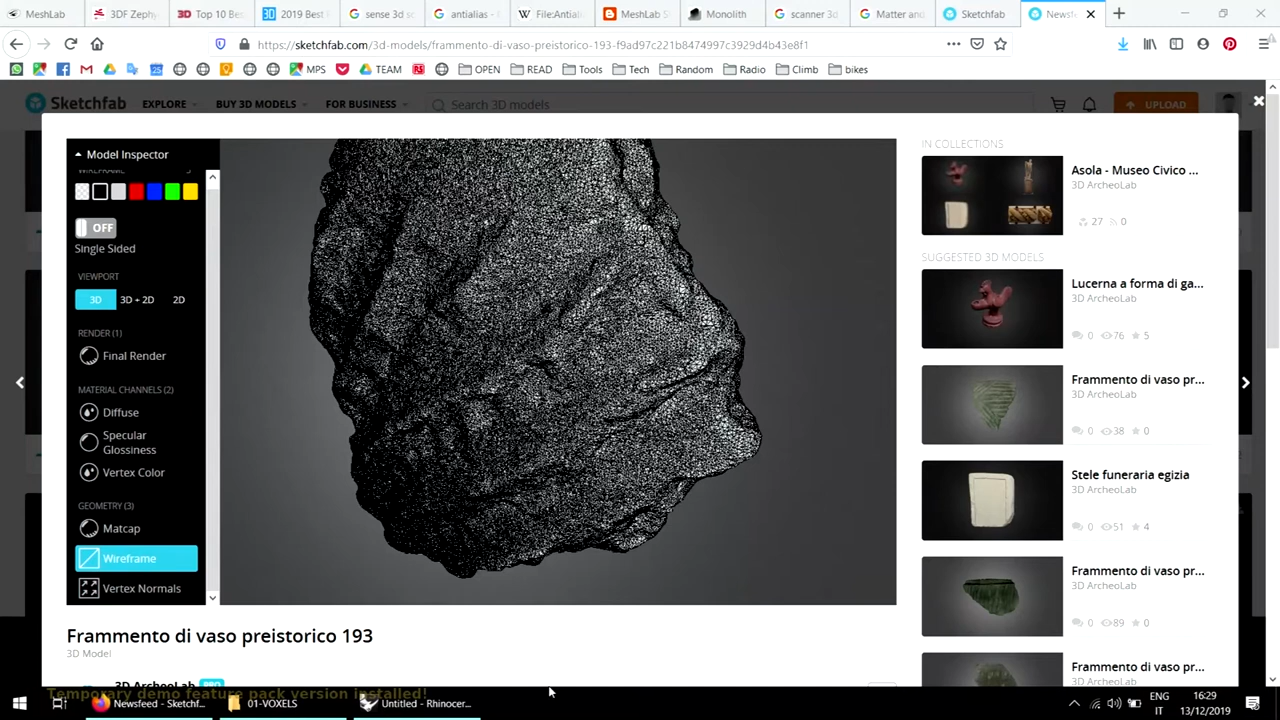 MeshLab
3DF Zephy
Top 10 Be
2019 Best
sense 3d sc
antialias - G
File:Antiali
MeshLab S
Monolith
scanner 3d
Matter and
Sketchfab
Newsfe
https://sketchfab.com/3d-models/frammento-di-vaso-preistorico-193-f9ad97c221b8474997c3929d4b43e8f1
MPS
TEAM
OPEN
READ
Tools
Tech
Random
Radio
Climb
bikes
Sketchfab
EXPLORE
BUY 3D MODELS
FOR BUSINESS
Search 3D models
UPLOAD
Model Inspector
WIREFRAME
OFF
Single Sided
VIEWPORT
3D 3D + 2D 2D
RENDER (1)
Final Render
MATERIAL CHANNELS (2)
Diffuse
Specular
Glossiness
Vertex Color
GEOMETRY (3)
Matcap
Wireframe
Vertex Normals
Frammento di vaso preistorico 193
3D Model
3D ArcheoLab PRO
IN COLLECTIONS
Asola - Museo Civico ...
3D ArcheoLab
27 0
SUGGESTED 3D MODELS
Lucerna a forma di ga...
3D ArcheoLab
0 76 5
Frammento di vaso pr...
3D ArcheoLab
0 38 0
Stele funeraria egizia
3D ArcheoLab
0 51 4
Frammento di vaso pr...
3D ArcheoLab
0 89 0
Frammento di vaso pr...
3D ArcheoLab
Temporary demo feature pack version installed!
Newsfeed - Sketchf...
01-VOXELS
Untitled - Rhinocer...
ENG
IT
16:29
13/12/2019